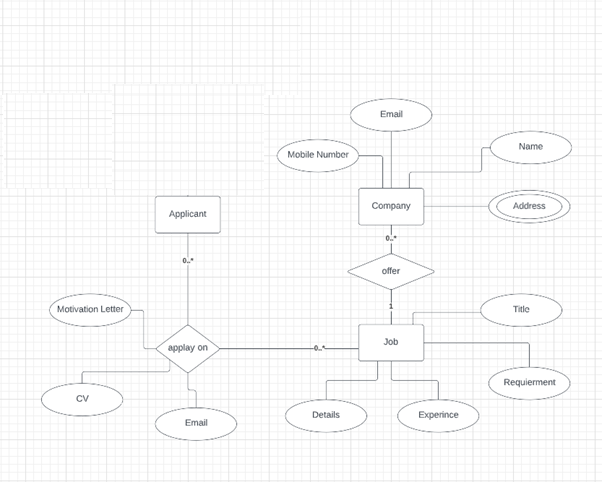 Email
Mobile Number
Name
Applicant
Company
Address
0..*
0..*
offer
Motivation Letter
1
Title
applay on
0..*
Job
Requierment
CV
Details
Experince
Email